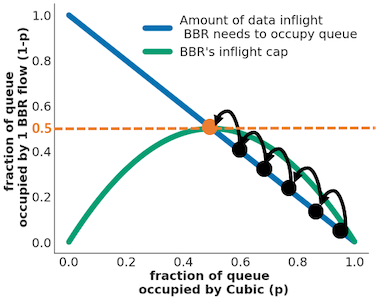 1.0
0.8
0.6
0.5
0.4
0.2
0.0
fraction of queue
occupied by 1 BBR flow (1-p)
Amount of data inflight
BBR needs to occupy queue
BBR's inflight cap
0.0 0.2 0.4 0.6 0.8 1.0
fraction of queue
occupied by Cubic (p)